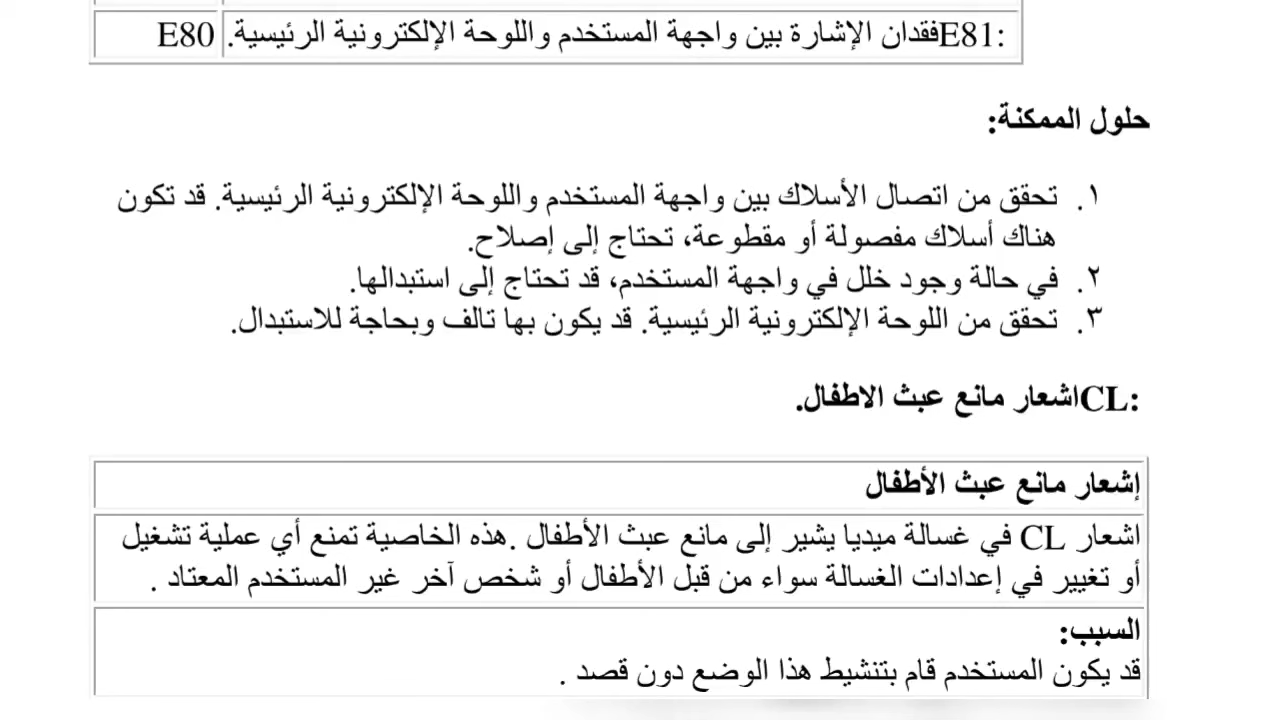 E81:فقدان الإشارة بين واجهة المستخدم واللوحة الإلكترونية الرئيسية. E80
حلول الممكنة:
١. تحقق من اتصال الأسلاك بين واجهة المستخدم واللوحة الإلكترونية الرئيسية. قد تكون
هناك أسلاك مفصولة أو مقطوعة، تحتاج إلى إصلاح.
٢. في حالة وجود خلل في واجهة المستخدم، قد تحتاج إلى استبدالها.
٣. تحقق من اللوحة الإلكترونية الرئيسية. قد يكون بها تالف وبحاجة للاستبدال.
CL:اشعار مانع عبث الاطفال.
إشعار مانع عبث الأطفال
اشعار CL في غسالة ميديا يشير إلى مانع عبث الأطفال .هذه الخاصية تمنع أي عملية تشغيل
أو تغيير في إعدادات الغسالة سواء من قبل الأطفال أو شخص آخر غير المستخدم المعتاد .
السبب:
قد يكون المستخدم قام بتنشيط هذا الوضع دون قصد .